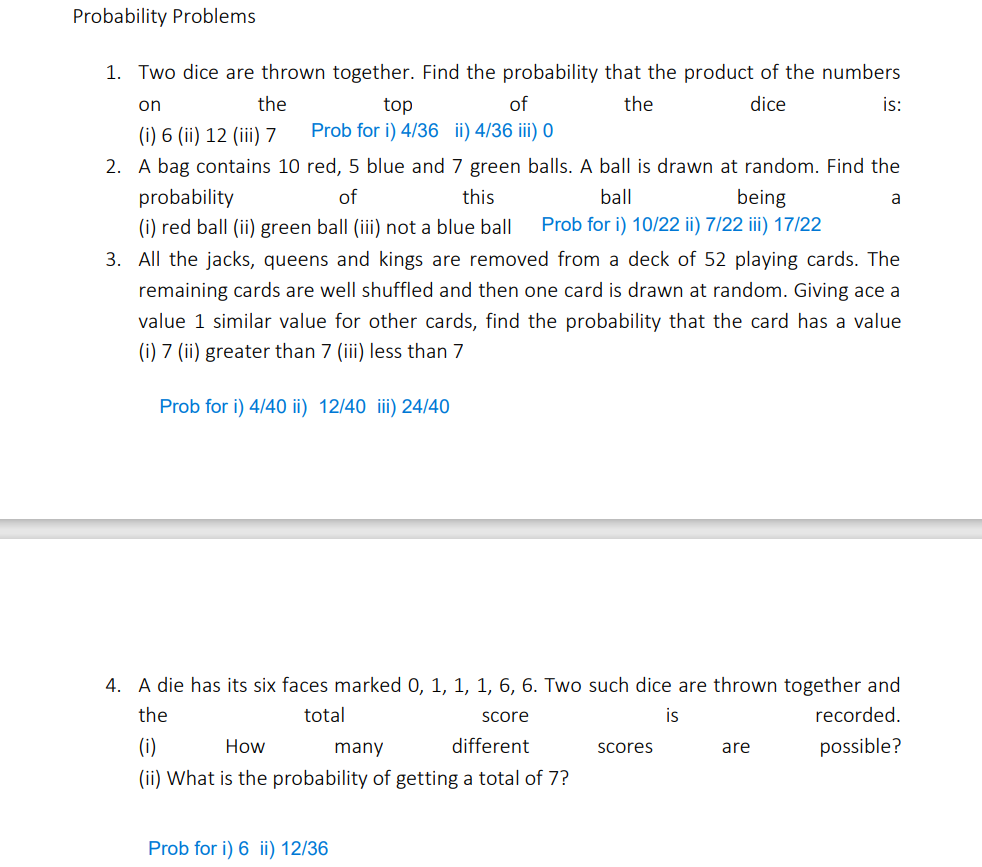 Probability Problems
1. Two dice are thrown together. Find the probability that the product of the numbers
on the top of the dice is:
(i) 6 (ii) 12 (iii) 7 Prob for i) 4/36 ii) 4/36 iii) 0
2. A bag contains 10 red, 5 blue and 7 green balls. A ball is drawn at random. Find the
probability of this ball being a
(i) red ball (ii) green ball (iii) not a blue ball Prob for i) 10/22 ii) 7/22 iii) 17/22
3. All the jacks, queens and kings are removed from a deck of 52 playing cards. The
remaining cards are well shuffled and then one card is drawn at random. Giving ace a
value 1 similar value for other cards, find the probability that the card has a value
(i) 7 (ii) greater than 7 (iii) less than 7
Prob for i) 4/40 ii) 12/40 iii) 24/40
4. A die has its six faces marked 0, 1, 1, 1, 6, 6. Two such dice are thrown together and
the total score is recorded.
(i) How many different scores are possible?
(ii) What is the probability of getting a total of 7?
Prob for i) 6 ii) 12/36